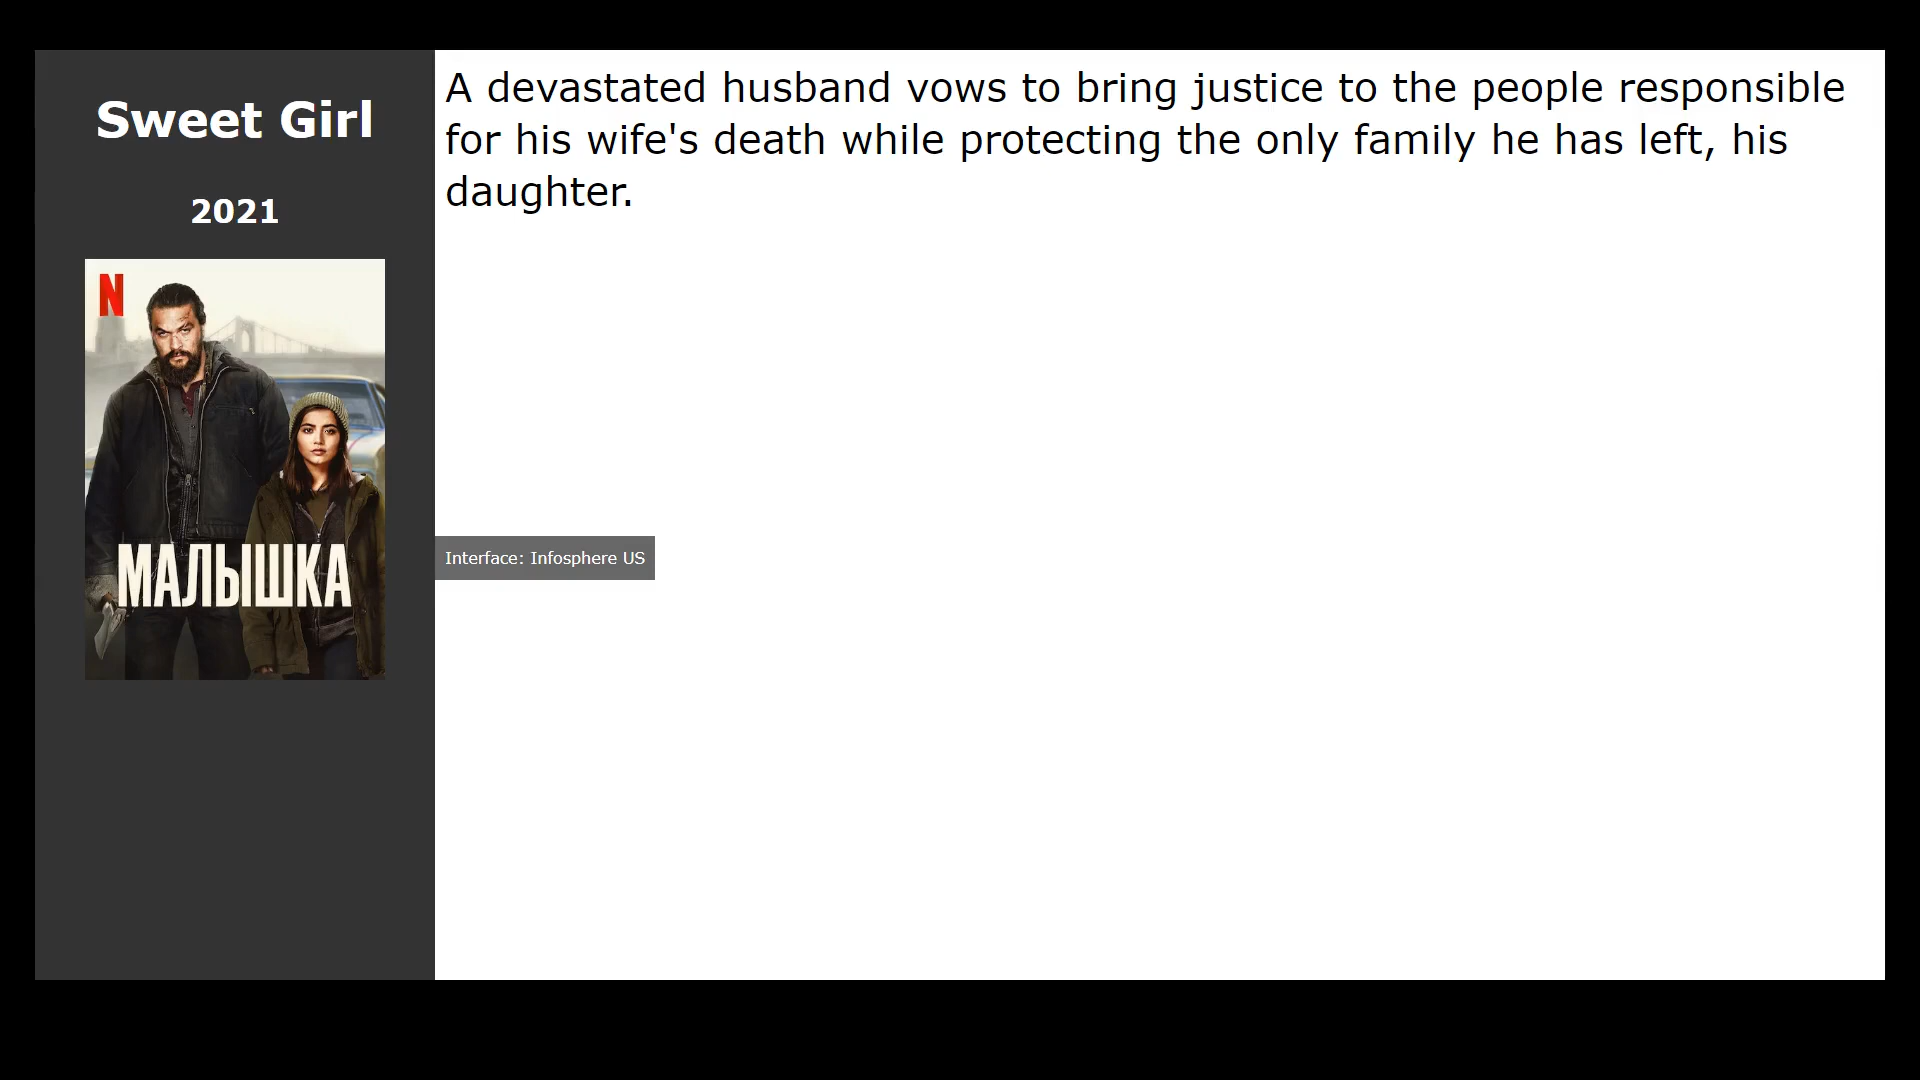 Sweet Girl
2021
N
МАЛЫШКА
A devastated husband vows to bring justice to the people responsible
for his wife's death while protecting the only family he has left, his
daughter.
Interface: Infosphere US